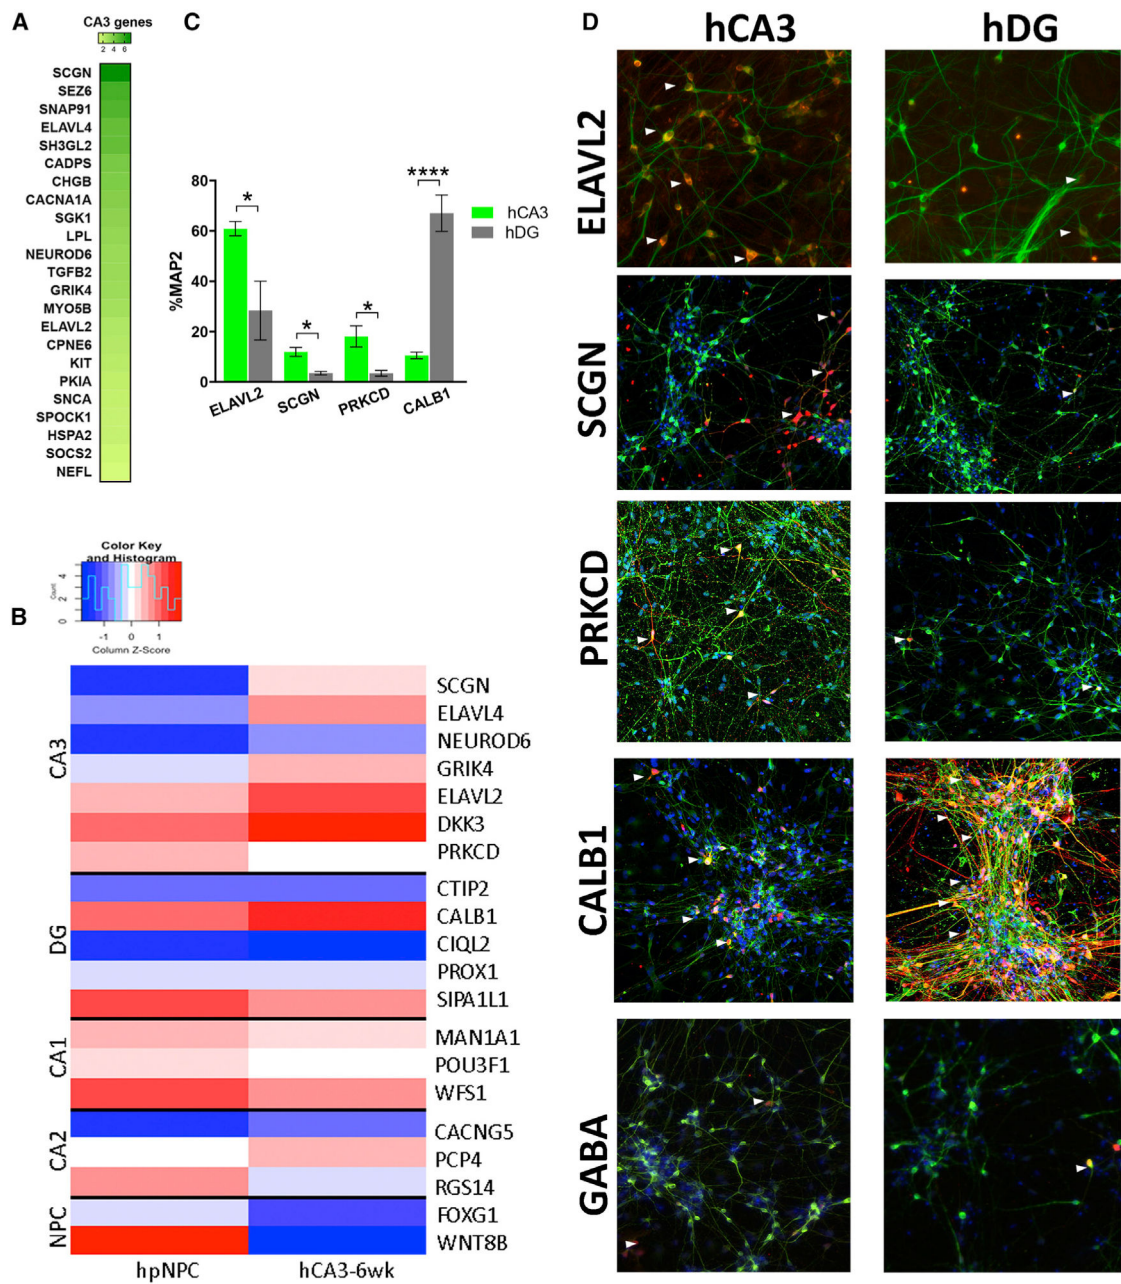 A
CA3 genes
2 4 6
SCGN
SEZ6
SNAP91
ELAVL4
SH3GL2
CADPS
CHGB
CACNA1A
SGK1
LPL
NEUROD6
TGFB2
GRIK4
MYO5B
ELAVL2
CPNE6
KIT
PKIA
SNCA
SPOCK1
HSPA2
SOCS2
NEFL
C
80
60
40
20
0
%MAP2
*
*
*
****
hCA3
hDG
ELAVL2
SCGN
PRKCD
CALB1
B
Color Key
and Histogram
Count
0 2 4
-1 0 1
Column Z-Score
CA3
SCGN
ELAVL4
NEUROD6
GRIK4
ELAVL2
DKK3
PRKCD
DG
CTIP2
CALB1
CIQL2
PROX1
SIPA1L1
CA1
MAN1A1
POU3F1
WFS1
CA2
CACNG5
PCP4
RGS14
NPC
FOXG1
WNT8B
hpNPC hCA3-6wk
D
hCA3 hDG
ELAVL2
SCGN
PRKCD
CALB1
GABA